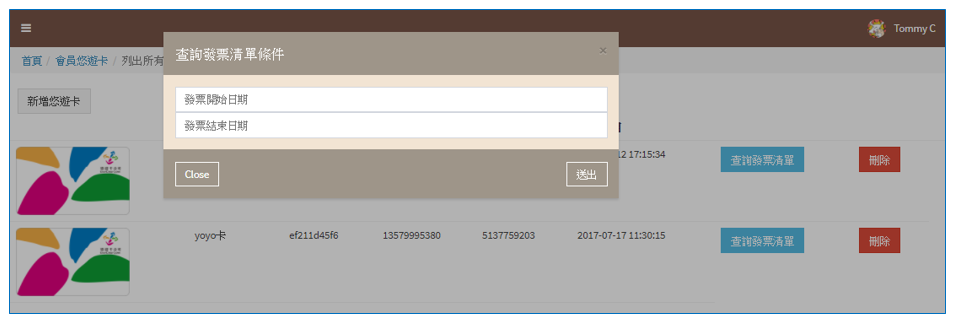 Tommy C
首頁 / 會員悠遊卡 / 列出所有
查詢發票清單條件 ×
新增悠遊卡
發票開始日期
發票結束日期
12 17:15:34 查詢發票清單 刪除
Close 送出
yoyo卡 ef211d45f6 13579995380 5137759203 2017-07-17 11:30:15 查詢發票清單 刪除